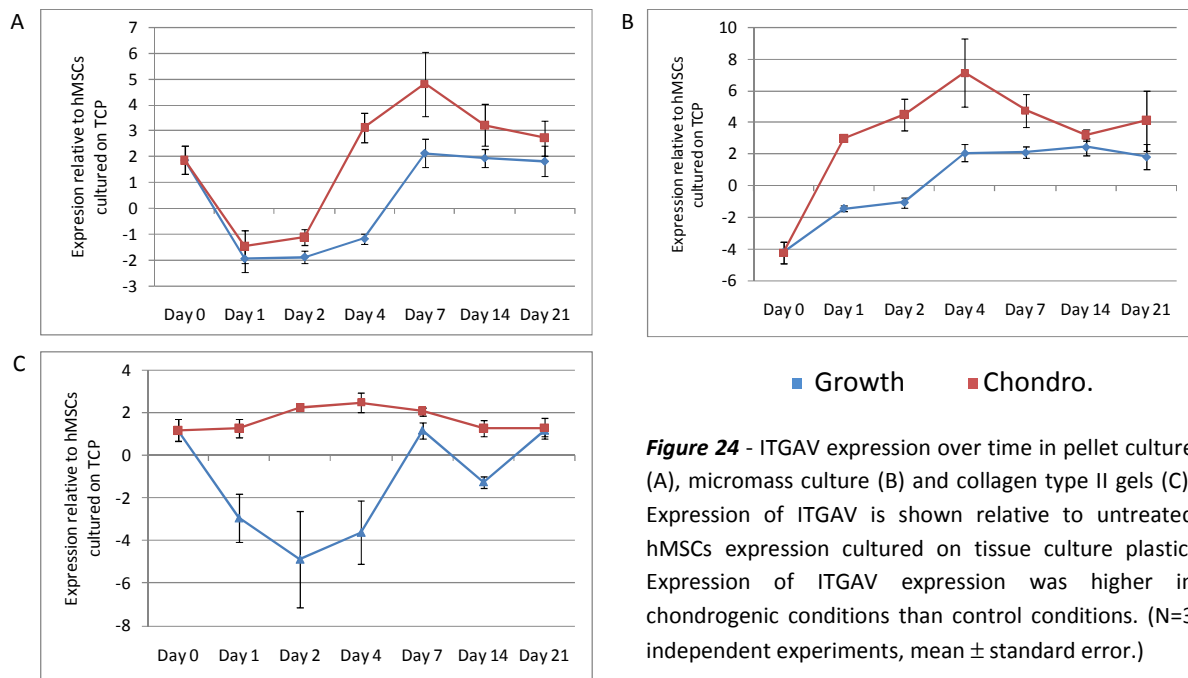 A
Expresion relative to hMSCs
cultured on TCP
7
6
5
4
3
2
1
0
-1
-2
-3
Day 0 Day 1 Day 2 Day 4 Day 7 Day 14 Day 21
B
Expression relative to hMSCs
cultured on TCP
10
8
6
4
2
0
-2
-4
-6
Day 0 Day 1 Day 2 Day 4 Day 7 Day 14 Day 21
C
Expression relative to hMSCs
cultured on TCP
4
2
0
-2
-4
-6
-8
Day 0 Day 1 Day 2 Day 4 Day 7 Day 14 Day 21
Growth Chondro.
Figure 24 - ITGAV expression over time in pellet culture
(A), micromass culture (B) and collagen type II gels (C)
Expression of ITGAV is shown relative to untreated
hMSCs expression cultured on tissue culture plastic
Expression of ITGAV expression was higher in
chondrogenic conditions than control conditions. (N=3
independent experiments, mean ± standard error.)